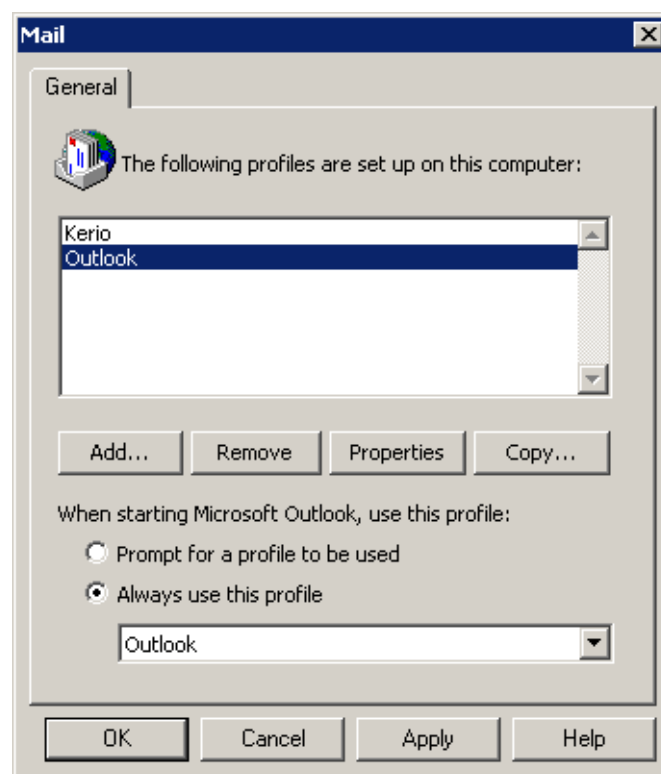 Mail
General
The following profiles are set up on this computer:
Kerio
Outlook
Add... Remove Properties Copy...
When starting Microsoft Outlook, use this profile:
Prompt for a profile to be used
Always use this profile
Outlook
OK Cancel Apply Help